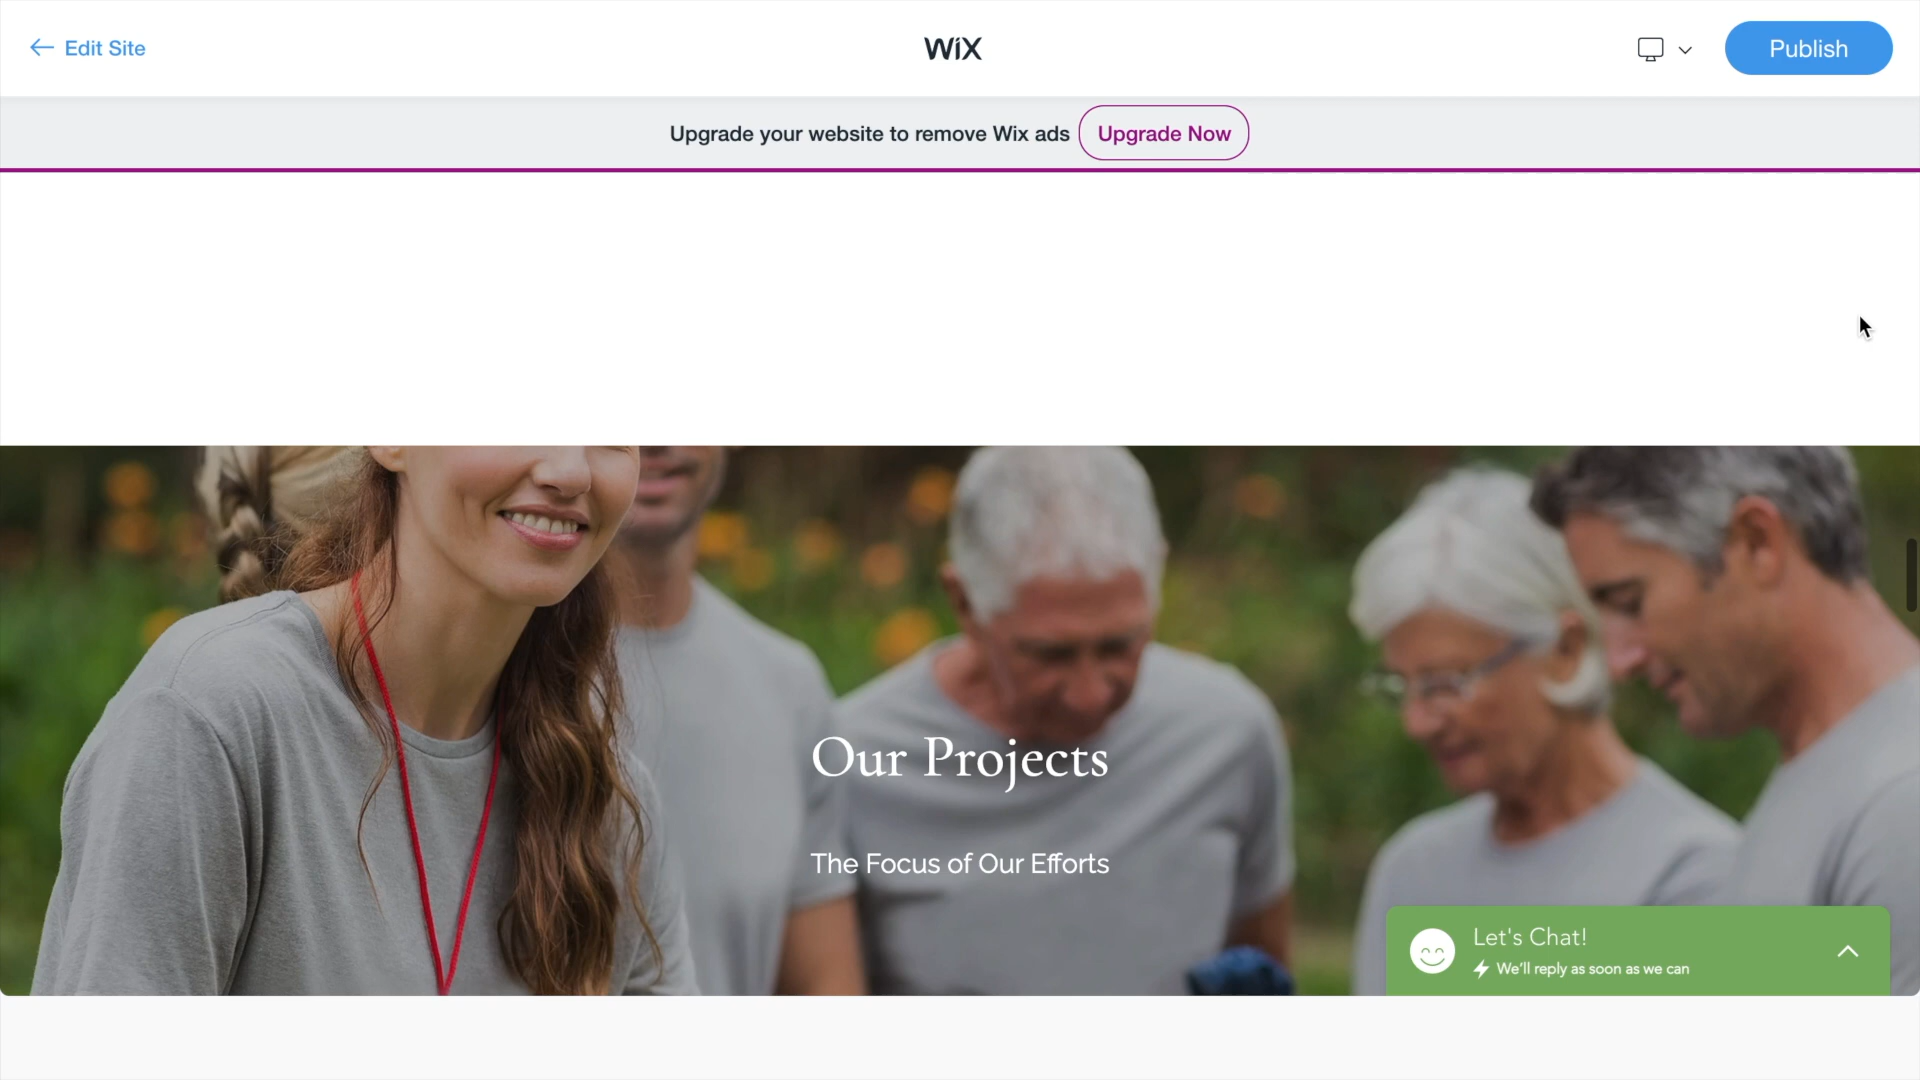 Edit Site
WiX
Publish
Upgrade your website to remove Wix ads
Upgrade Now
Our Projects
The Focus of Our Efforts
Let's Chat!
We'll reply as soon as we can